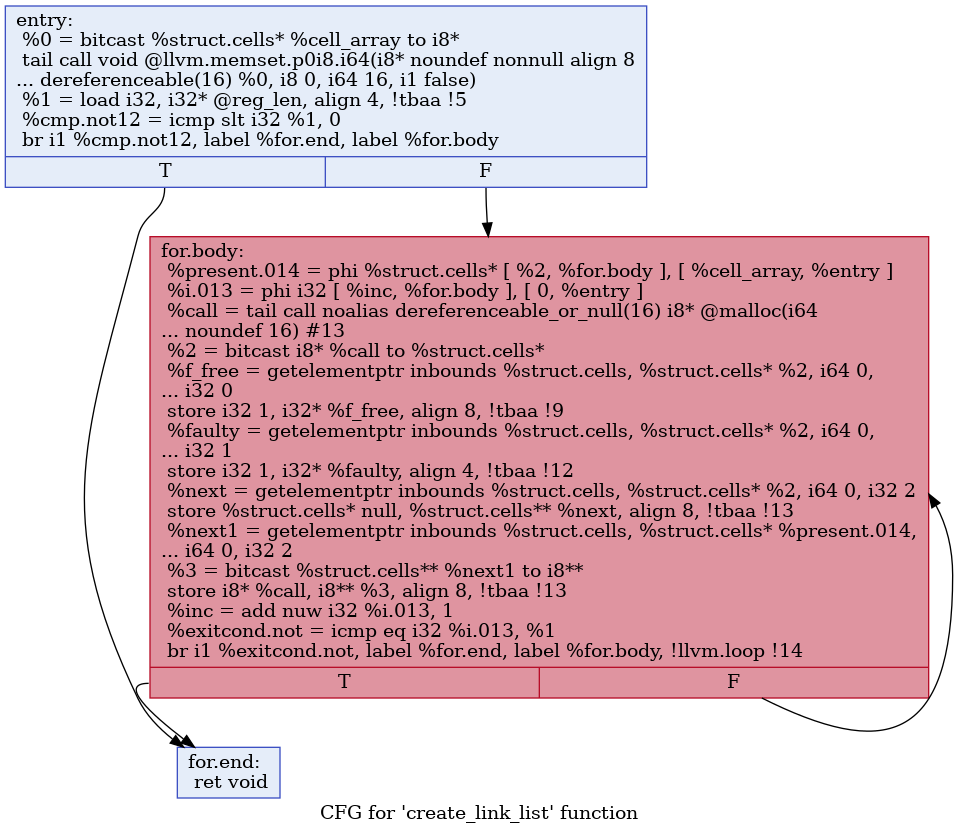 entry:
%0 = bitcast %struct.cells* %cell_array to i8*
tail call void @llvm.memset.p0i8.i64(i8* noundef nonnull align 8
... dereferenceable(16) %0, i8 0, i64 16, i1 false)
%1 = load i32, i32* @reg_len, align 4, !tbaa !5
%cmp.not12 = icmp slt i32 %1, 0
br i1 %cmp.not12, label %for.end, label %for.body
T
F
for.body:
%present.014 = phi %struct.cells* [ %2, %for.body ], [ %cell_array, %entry ]
%i.013 = phi i32 [ %inc, %for.body ], [ 0, %entry ]
%call = tail call noalias dereferenceable_or_null(16) i8* @malloc(i64
... noundef 16) #13
%2 = bitcast i8* %call to %struct.cells*
%f_free = getelementptr inbounds %struct.cells, %struct.cells* %2, i64 0,
... i32 0
store i32 1, i32* %f_free, align 8, !tbaa !9
%faulty = getelementptr inbounds %struct.cells, %struct.cells* %2, i64 0,
... i32 1
store i32 1, i32* %faulty, align 4, !tbaa !12
%next = getelementptr inbounds %struct.cells, %struct.cells* %2, i64 0, i32 2
store %struct.cells* null, %struct.cells** %next, align 8, !tbaa !13
%next1 = getelementptr inbounds %struct.cells, %struct.cells* %present.014,
... i64 0, i32 2
%3 = bitcast %struct.cells** %next1 to i8**
store i8* %call, i8** %3, align 8, !tbaa !13
%inc = add nuw i32 %i.013, 1
%exitcond.not = icmp eq i32 %i.013, %1
br i1 %exitcond.not, label %for.end, label %for.body, !llvm.loop !14
T
F
for.end:
ret void
CFG for 'create_link_list' function